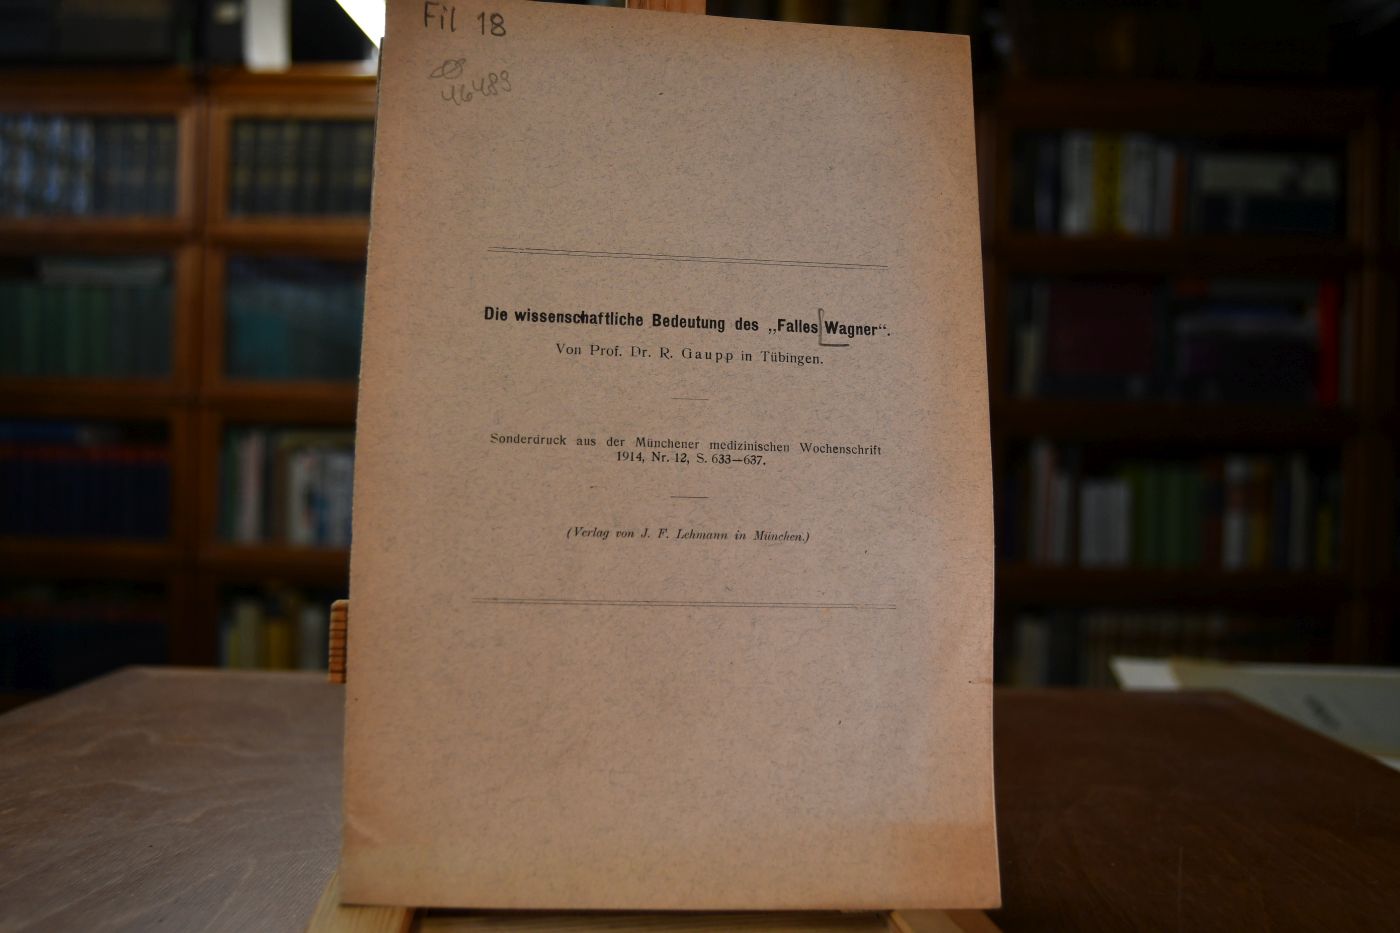 Fil 18
46483
Die wissenschaftliche Bedeutung des „Falles Wagner“.
Von Prof. Dr. R. Gaupp in Tübingen.
Sonderdruck aus der Münchener medizinischen Wochenschrift
1914, Nr. 12, S. 633—637.
(Verlag von J. F. Lehmann in München.)